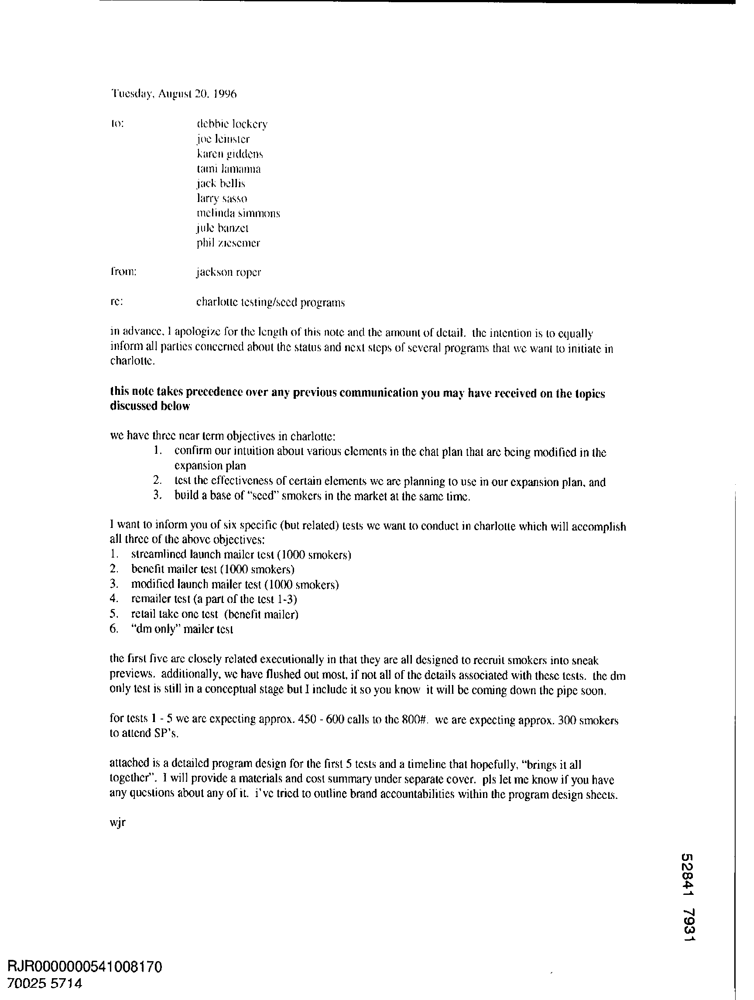 Tuesday, August 20, 1996
to: debbie lockery
joe leinster
karen giddens
tami lamanna
jack bellis
larry sasso
melinda simmons
jule banzet
phil ziesemer
from: jackson roper
re: charlotte testing/seed programs
in advance, I apologize for the length of this note and the amount of detail. the intention is to equally
inform all parties concerned about the status and next steps of several programs that we want to initiate in
charlotte.
this note takes precedence over any previous communication you may have received on the topics
discussed below
we have three near term objectives in charlotte:
1. confirm our intuition about various elements in the chat plan that are being modified in the
expansion plan
2. test the effectiveness of certain elements we are planning to use in our expansion plan, and
3. build a base of "seed" smokers in the market at the same time.
I want to inform you of six specific (but related) tests we want to conduct in charlotte which will accomplish
all three of the above objectives:
1. streamlined launch mailer test (1000 smokers)
2. benefit mailer test (1000 smokers)
3. modified launch mailer test (1000 smokers)
4. remailer test (a part of the test 1-3)
5. retail take one test (benefit mailer)
6. "dm only" mailer test
the first five are closely related executionally in that they are all designed to recruit smokers into sneak
previews. additionally, we have flushed out most, if not all of the details associated with these tests. the dm
only test is still in a conceptual stage but I include it so you know it will be coming down the pipe soon.
for tests 1 - 5 we are expecting approx. 450 - 600 calls to the 800#. we are expecting approx. 300 smokers
to attend SP's.
attached is a detailed program design for the first 5 tests and a timeline that hopefully, "brings it all
together". I will provide a materials and cost summary under separate cover. pls let me know if you have
any questions about any of it. i've tried to outline brand accountabilities within the program design sheets.
wjr
52841 7931
RJR0000000541008170
70025 5714